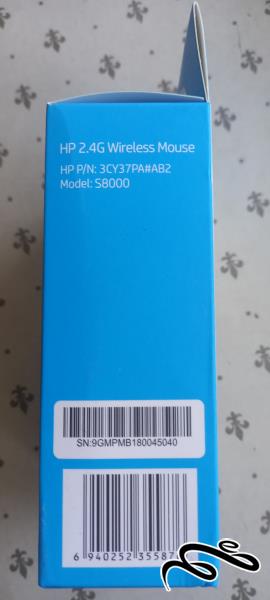 HP 2.4G Wireless Mouse
HP P/N: 3CY37PA#AB2
Model: S8000
SN:9GMPMB180045040
6 940252 35587